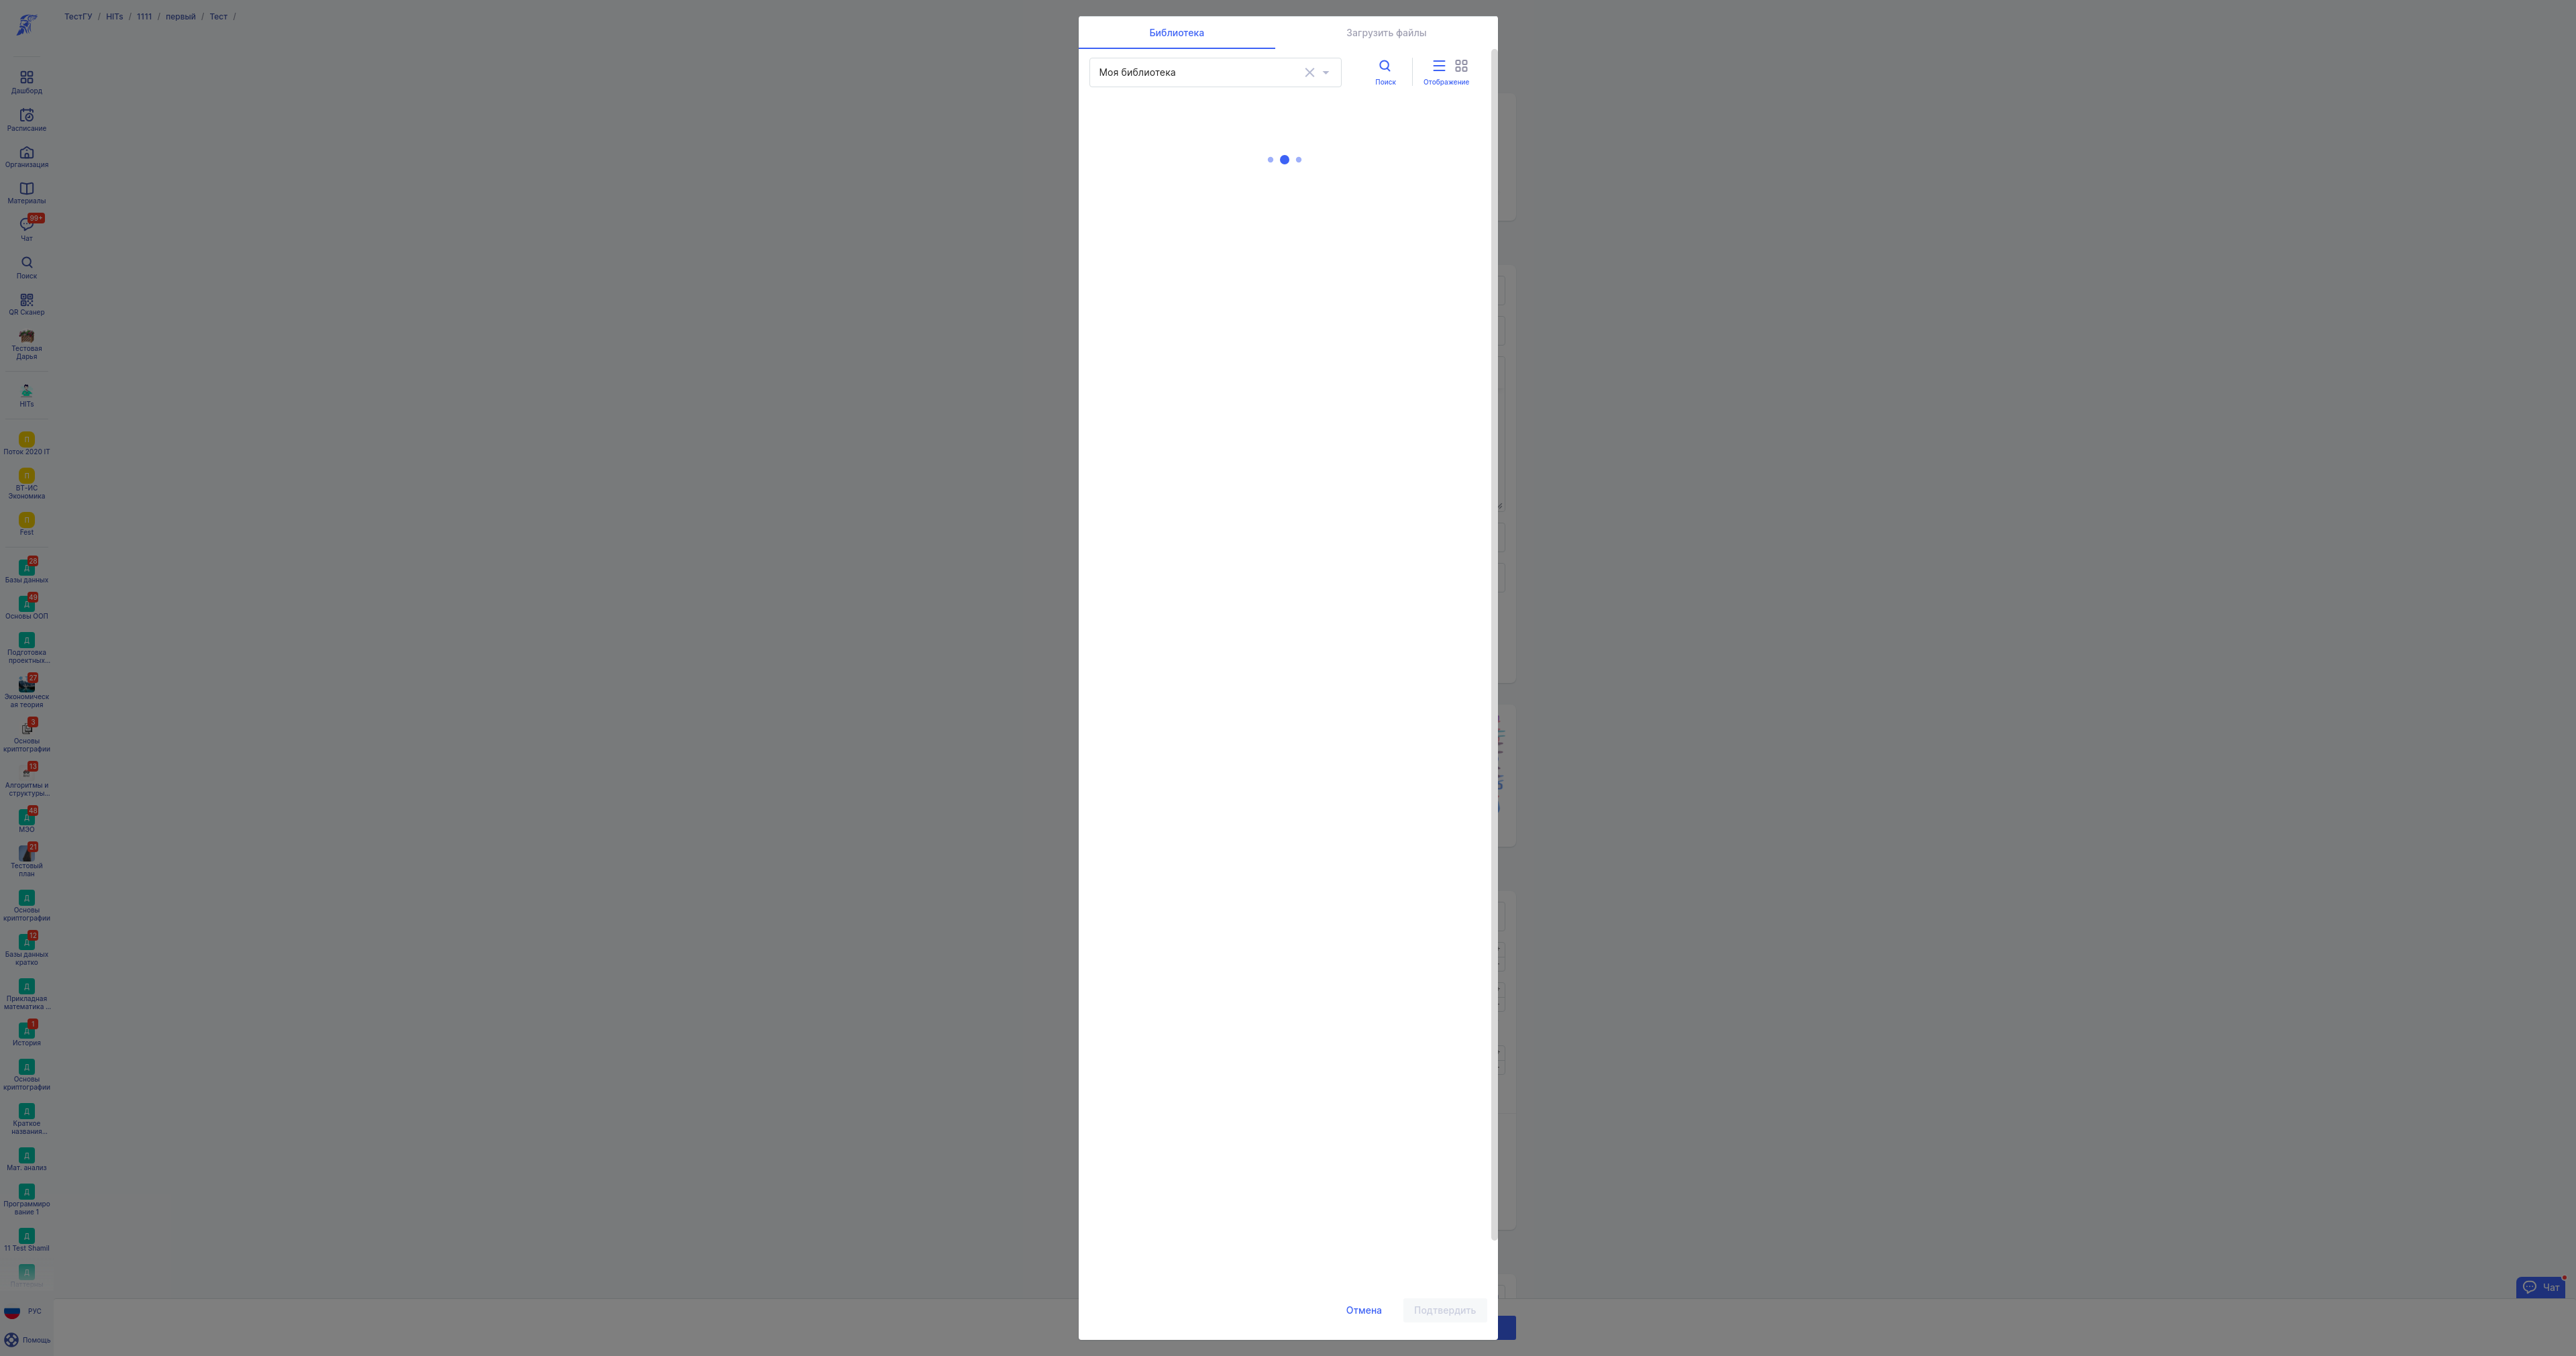 ТестГУ / HITs / 1111 / первый / Тест /
Дашборд
Расписание
Организация
Материалы
99+
Чат
Поиск
QR Сканер
Тестовая
Дарья
HITs
П
Поток 2020 IT
П
ВТ-ИС
Экономика
П
Fest
28
Д
Базы данных
49
Д
Основы ООП
Д
Подготовка
проектных...
27
Экономическ
ая теория
3
Основы
криптографии
13
Алгоритмы и
структуры...
48
Д
МЭО
21
Тестовый
план
Д
Основы
криптографии
12
Д
Базы данных
кратко
Д
Прикладная
математика ...
1
Д
История
Д
Основы
криптографии
Д
Краткое
названия...
Д
Мат. анализ
Д
Программиро
вание 1
Д
11 Test Shamil
Д
РУС
Помощь
Библиотека
Загрузить файлы
Моя библиотека
Поиск
Отображение
Отмена
Подтвердить
Чат